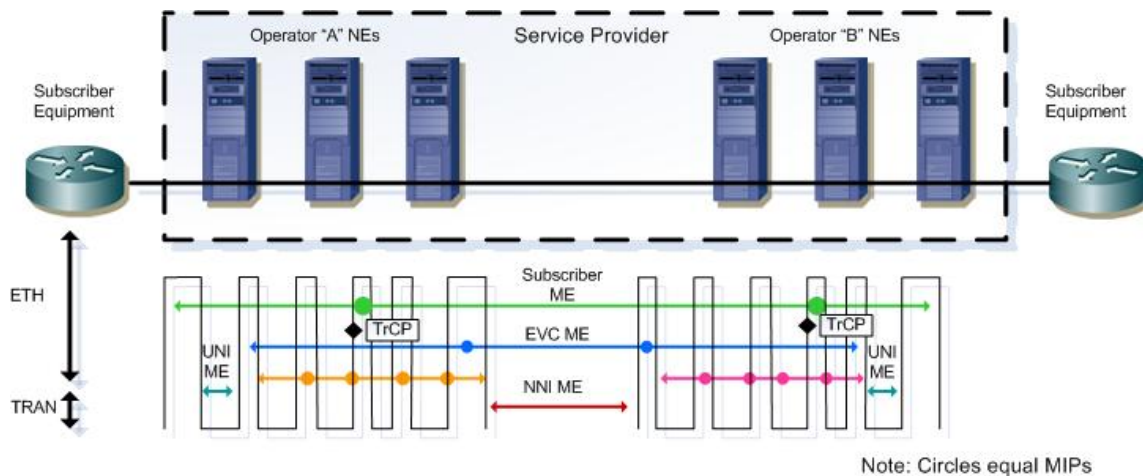 Operator "A" NEs
Service Provider
Operator "B" NEs
Subscriber
Equipment
Subscriber
Equipment
ETH
TRAN
Subscriber
ME
TrCP
TrCP
EVC ME
UNI
ME
UNI
ME
NNI ME
Note: Circles equal MIPs